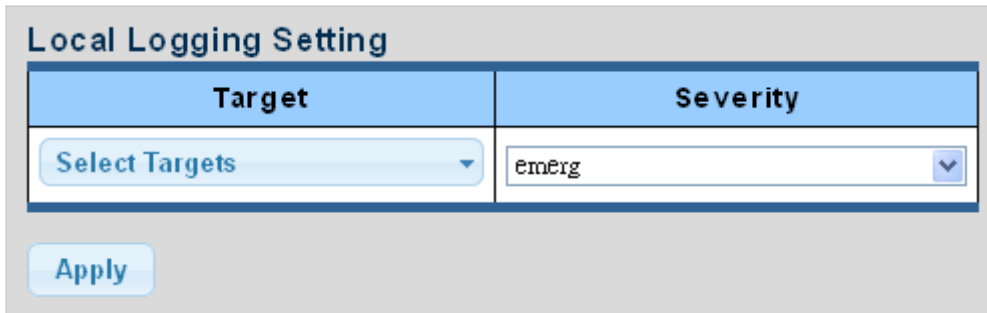 Local Logging Setting
Target Severity
Select Targets emerg
Apply